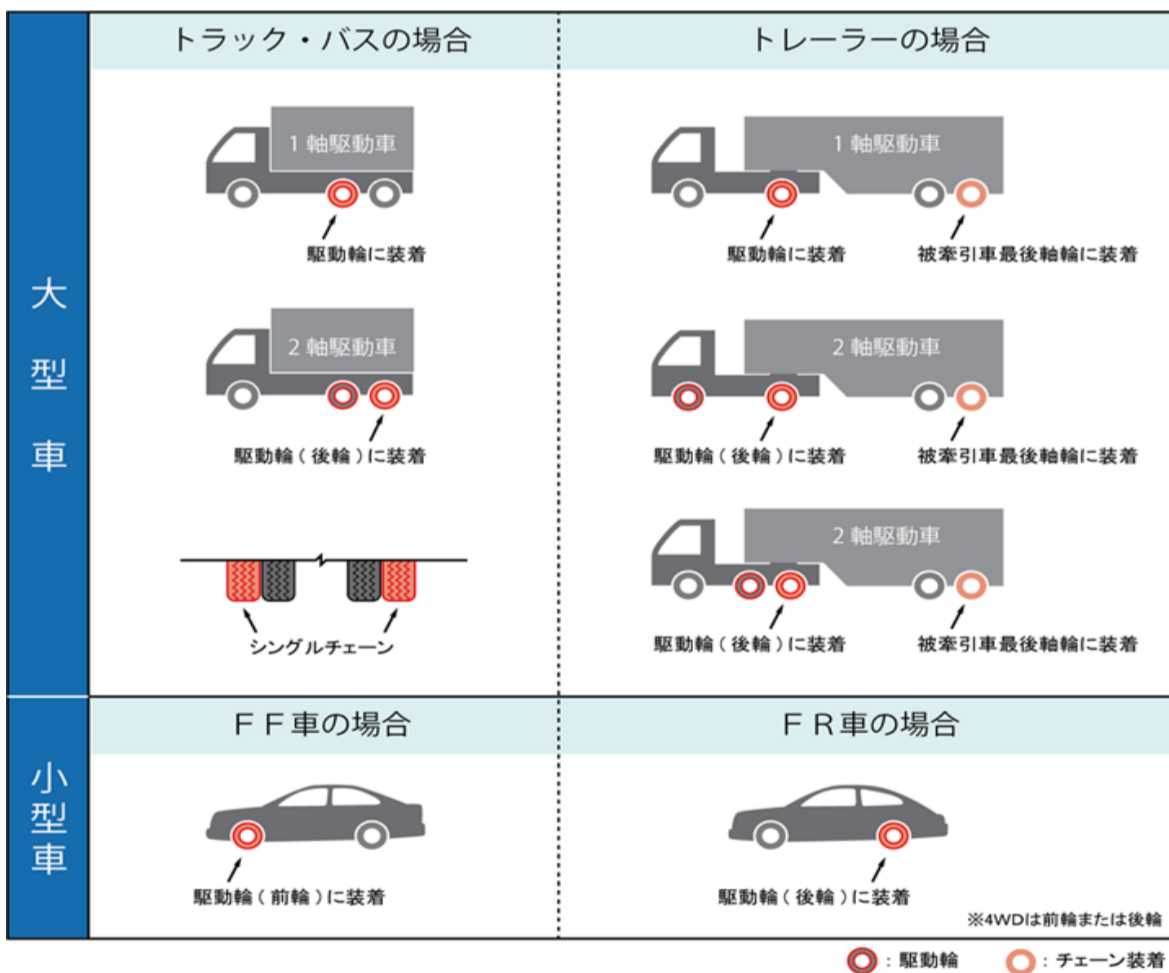 大型車
トラック・バスの場合
1軸駆動車
駆動輪に装着
2軸駆動車
駆動輪(後輪)に装着
シングルチェーン
トレーラーの場合
1軸駆動車
駆動輪に装着
被牽引車最後軸輪に装着
2軸駆動車
駆動輪(後輪)に装着
被牽引車最後軸輪に装着
2軸駆動車
駆動輪(後輪)に装着
被牽引車最後軸輪に装着
小型車
FF車の場合
駆動輪(前輪)に装着
FR車の場合
駆動輪(後輪)に装着
※4WDは前輪または後輪
:駆動輪
:チェーン装着